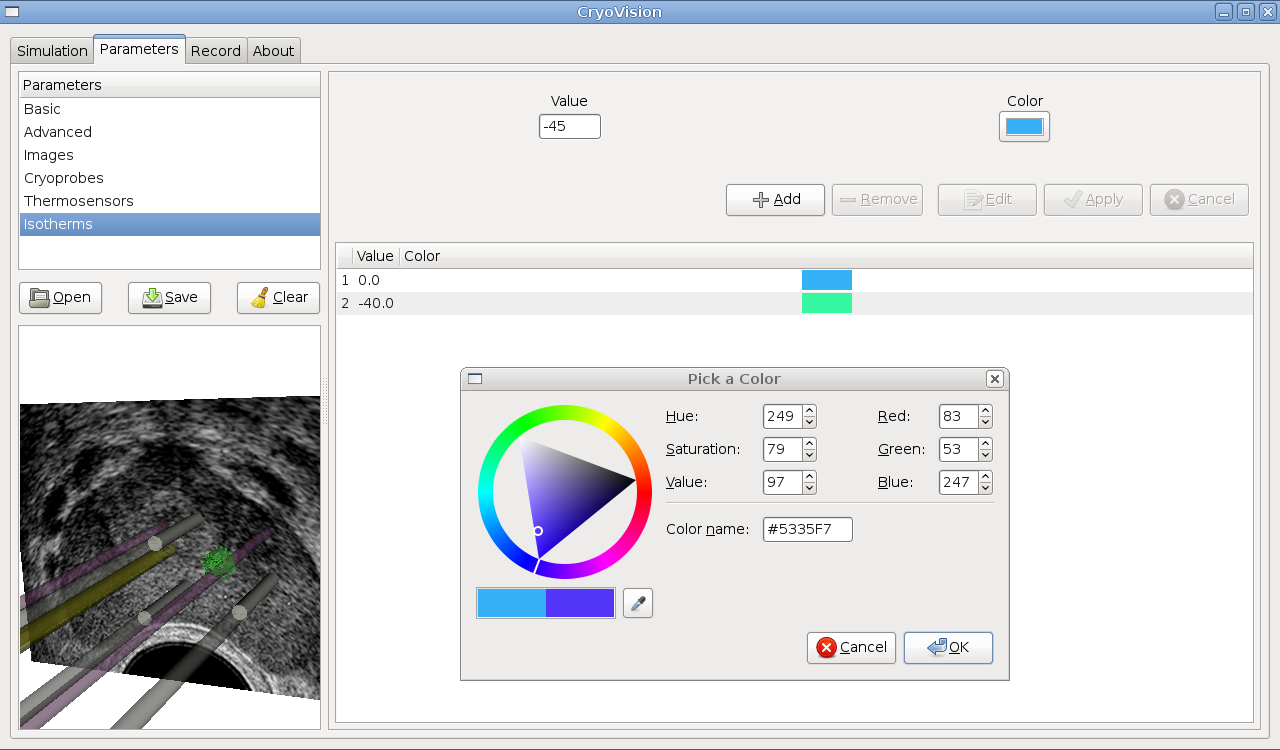 CryoVision
Simulation Parameters Record About
Parameters
Basic
Advanced
Images
Cryoprobes
Thermosensors
Isotherms
Open Save Clear
Value Color
-45
Add Remove Edit Apply Cancel
Value Color
1 0.0
2 -40.0
Pick a Color
Hue: 249 Red: 83
Saturation: 79 Green: 53
Value: 97 Blue: 247
Color name: #5335F7
Cancel OK